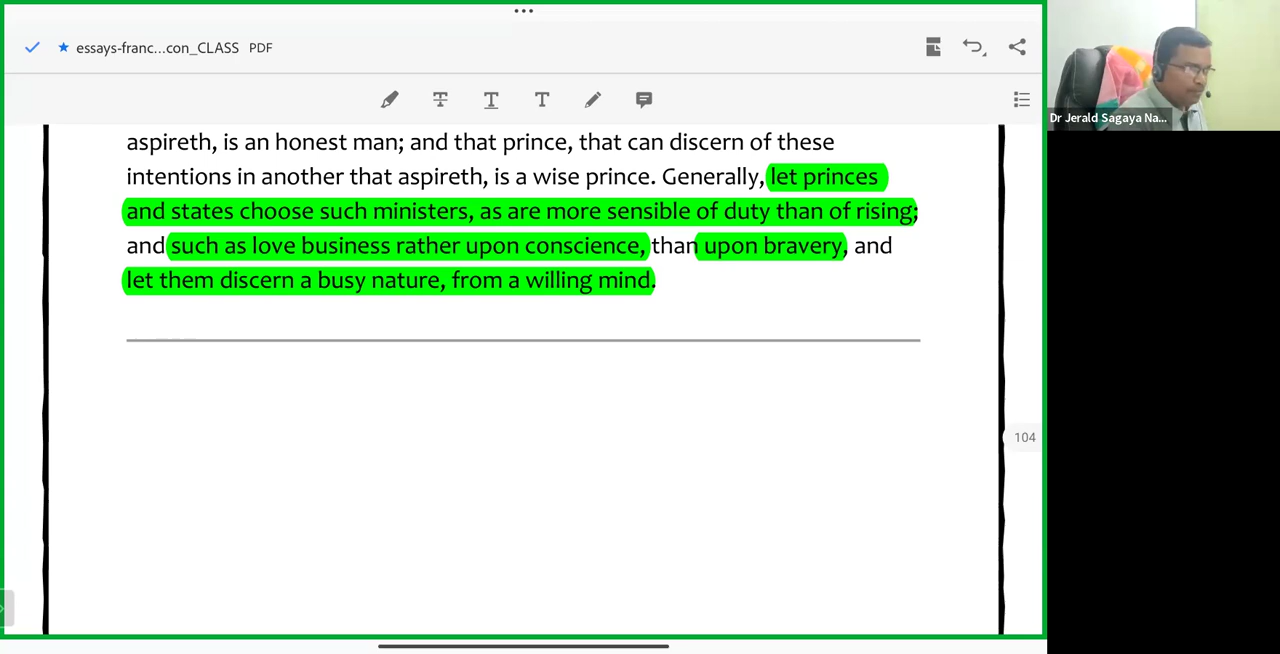 essays-franc...con_CLASS PDF
Dr Jerald Sagaya Na...
aspireth, is an honest man; and that prince, that can discern of these
intentions in another that aspireth, is a wise prince. Generally, let princes
and states choose such ministers, as are more sensible of duty than of rising;
and such as love business rather upon conscience, than upon bravery, and
let them discern a busy nature, from a willing mind.
104